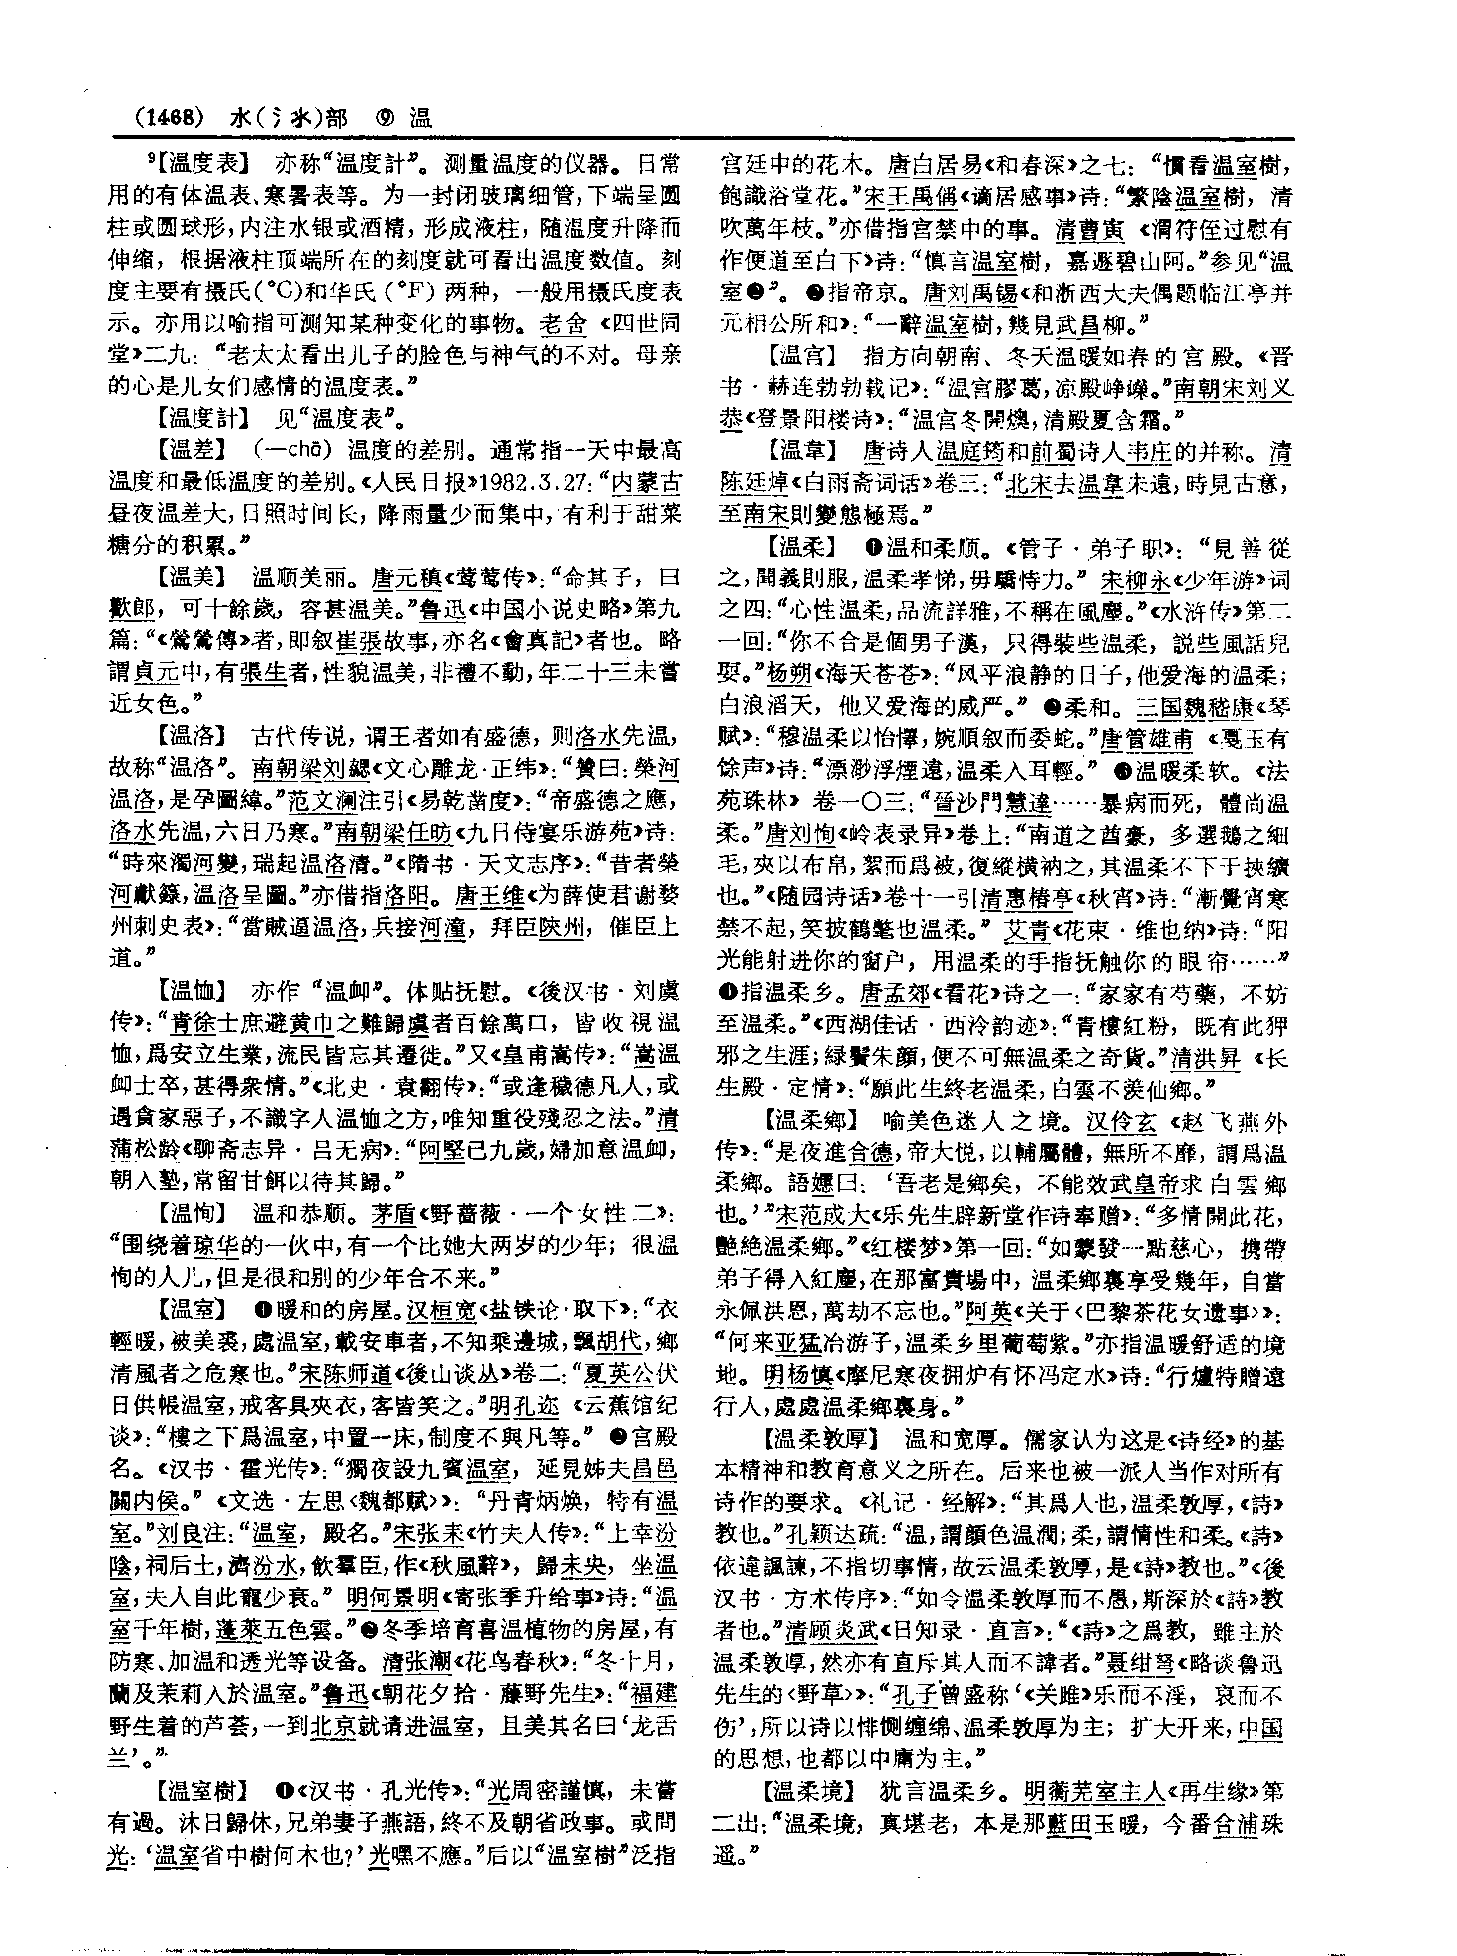 (1468) 水(氵氺)部 ⑨ 温
⁹【温度表】 亦称“温度計”。测量温度的仪器。日常
用的有体温表、寒暑表等。为一封闭玻璃细管,下端呈圆
柱或圆球形,内注水银或酒精,形成液柱,随温度升降而
伸缩,根据液柱顶端所在的刻度就可看出温度数值。刻
度主要有摄氏(°C)和华氏(°F)两种,一般用摄氏度表
示。亦用以喻指可测知某种变化的事物。老舍《四世同
堂》二九:“老太太看出儿子的脸色与神气的不对。母亲
的心是儿女们感情的温度表。”
【温度計】 见“温度表”。
【温差】 (—chā) 温度的差别。通常指一天中最高
温度和最低温度的差别。《人民日报》1982.3.27:“内蒙古
昼夜温差大,日照时间长,降雨量少而集中,有利于甜菜
糖分的积累。”
【温美】 温顺美丽。唐元稹《莺莺传》:“命其子,曰
歡郎,可十餘歲,容甚温美。”鲁迅《中国小说史略》第九
篇:“《鶯鶯傳》者,即叙崔張故事,亦名《會真記》者也。略
謂貞元中,有張生者,性貌温美,非禮不動,年二十三未嘗
近女色。”
【温洛】 古代传说,谓王者如有盛德,则洛水先温,
故称“温洛”。南朝梁刘勰《文心雕龙·正纬》:“贊曰:榮河
温洛,是孕圖緯。”范文澜注引《易乾凿度》:“帝盛德之應,
洛水先温,六日乃寒。”南朝梁任昉《九日侍宴乐游苑》诗:
“時來濁河變,瑞起温洛清。”《隋书·天文志序》:“昔者榮
河獻籙,温洛呈圖。”亦借指洛阳。唐王维《为薛使君谢婺
州刺史表》:“當賊逼温洛,兵接河潼,拜臣陝州,催臣上
道。”
【温恤】 亦作“温卹”。体贴抚慰。《後汉书·刘虞
传》:“青徐士庶避黄巾之難歸虞者百餘萬口,皆收視温
恤,爲安立生業,流民皆忘其遷徙。”又《皇甫嵩传》:“嵩温
卹士卒,甚得衆情。”《北史·袁翻传》:“或逢穢德凡人,或
遇貪家惡子,不識字人温恤之方,唯知重役殘忍之法。”清
蒲松龄《聊斋志异·吕无病》:“阿堅已九歲,婦加意温卹,
朝入塾,常留甘餌以待其歸。”
【温恂】 温和恭顺。茅盾《野蔷薇·一个女性二》:
“围绕着琼华的一伙中,有一个比她大两岁的少年;很温
恂的人儿,但是很和别的少年合不来。”
【温室】 ❶暖和的房屋。汉桓宽《盐铁论·取下》:“衣
輕暖,被美裘,處温室,載安車者,不知乘邊城,飄胡代,鄉
清風者之危寒也。”宋陈师道《後山谈丛》卷二:“夏英公伏
日供帳温室,戒客具夾衣,客皆笑之。”明孔迩《云蕉馆纪
谈》:“樓之下爲温室,中置一床,制度不與凡等。” ❷宫殿
名。《汉书·霍光传》:“獨夜設九賓温室,延見姊夫昌邑
關内侯。”《文选·左思〈魏都赋〉》:“丹青炳焕,特有温
室。”刘良注:“温室,殿名。”宋张耒《竹夫人传》:“上幸汾
陰,祠后土,濟汾水,飲羣臣,作《秋風辭》,歸未央,坐温
室,夫人自此寵少衰。”明何景明《寄张季升给事》诗:“温
室千年樹,蓬萊五色雲。”❸冬季培育喜温植物的房屋,有
防寒、加温和透光等设备。清张潮《花鸟春秋》:“冬十月,
蘭及茉莉入於温室。”鲁迅《朝花夕拾·藤野先生》:“福建
野生着的芦荟,一到北京就请进温室,且美其名曰‘龙舌
兰’。”
【温室樹】 ❶《汉书·孔光传》:“光周密謹慎,未嘗
有過。沐日歸休,兄弟妻子燕語,終不及朝省政事。或問
光:‘温室省中樹何木也?’光嘿不應。”后以“温室樹”泛指
宫廷中的花木。唐白居易《和春深》之七:“慣看温室樹,
飽識浴堂花。”宋王禹偁《谪居感事》诗:“繁陰温室樹,清
吹萬年枝。”亦借指宫禁中的事。清曹寅《渭符侄过慰有
作便道至白下》诗:“慎言温室樹,嘉遯碧山阿。”参见“温
室❷”。❷指帝京。唐刘禹锡《和浙西大夫偶题临江亭并
元相公所和》:“一辭温室樹,幾見武昌柳。”
【温宫】 指方向朝南、冬天温暖如春的宫殿。《晋
书·赫连勃勃载记》:“温宫膠葛,凉殿峥嶸。”南朝宋刘义
恭《登景阳楼诗》:“温宫冬開燠,清殿夏含霜。”
【温韋】 唐诗人温庭筠和前蜀诗人韦庄的并称。清
陈廷焯《白雨斋词话》卷三:“北宋去温韋未遠,時見古意,
至南宋則變態極焉。”
【温柔】 ❶温和柔顺。《管子·弟子职》:“見善從
之,聞義則服,温柔孝悌,毋驕恃力。”宋柳永《少年游》词
之四:“心性温柔,品流詳雅,不稱在風塵。”《水浒传》第二
一回:“你不合是個男子漢,只得裝些温柔,説些風話兒
耍。”杨朔《海天苍苍》:“风平浪静的日子,他爱海的温柔;
白浪滔天,他又爱海的威严。” ❷柔和。三国魏嵇康《琴
赋》:“穆温柔以怡懌,婉順叙而委蛇。”唐管雄甫《戛玉有
馀声》诗:“漂渺浮煙遠,温柔入耳輕。” ❸温暖柔软。《法
苑珠林》卷一〇三:“晉沙門慧達……暴病而死,體尚温
柔。”唐刘恂《岭表录异》卷上:“南道之酋豪,多選鵝之細
毛,夾以布帛,絮而爲被,復縱横衲之,其温柔不下于挾纊
也。”《随园诗话》卷十一引清惠椿亭《秋宵》诗:“漸覺宵寒
禁不起,笑披鶴氅也温柔。”艾青《花束·维也纳》诗:“阳
光能射进你的窗户,用温柔的手指抚触你的眼帘……”
❹指温柔乡。唐孟郊《看花》诗之一:“家家有芍藥,不妨
至温柔。”《西湖佳话·西泠韵迹》:“青樓紅粉,既有此狎
邪之生涯;緑鬢朱顔,便不可無温柔之奇貨。”清洪昇《长
生殿·定情》:“願此生終老温柔,白雲不羡仙鄉。”
【温柔鄉】 喻美色迷人之境。汉伶玄《赵飞燕外
传》:“是夜進合德,帝大悦,以輔屬體,無所不靡,謂爲温
柔鄉。語嬺曰:‘吾老是鄉矣,不能效武皇帝求白雲鄉
也。’”宋范成大《乐先生辟新堂作诗奉赠》:“多情開此花,
艷絶温柔鄉。”《红楼梦》第一回:“如蒙發一點慈心,携帶
弟子得入紅塵,在那富貴場中,温柔鄉裏享受幾年,自當
永佩洪恩,萬劫不忘也。”阿英《关于〈巴黎茶花女遗事〉》:
“何来亚猛冶游子,温柔乡里葡萄紫。”亦指温暖舒适的境
地。明杨慎《摩尼寒夜拥炉有怀冯定水》诗:“行爐特贈遠
行人,處處温柔鄉裏身。”
【温柔敦厚】 温和宽厚。儒家认为这是《诗经》的基
本精神和教育意义之所在。后来也被一派人当作对所有
诗作的要求。《礼记·经解》:“其爲人也,温柔敦厚,《詩》
教也。”孔颖达疏:“温,謂顔色温潤;柔,謂情性和柔。《詩》
依違諷諫,不指切事情,故云温柔敦厚,是《詩》教也。”《後
汉书·方术传序》:“如令温柔敦厚而不愚,斯深於《詩》教
者也。”清顾炎武《日知录·直言》:“《詩》之爲教,雖主於
温柔敦厚,然亦有直斥其人而不諱者。”聂绀弩《略谈鲁迅
先生的〈野草〉》:“孔子曾盛称‘《关雎》乐而不淫,哀而不
伤’,所以诗以悱恻缠绵、温柔敦厚为主;扩大开来,中国
的思想,也都以中庸为主。”
【温柔境】 犹言温柔乡。明蘅芜室主人《再生缘》第
二出:“温柔境,真堪老,本是那藍田玉暖,今番合浦珠
遥。”